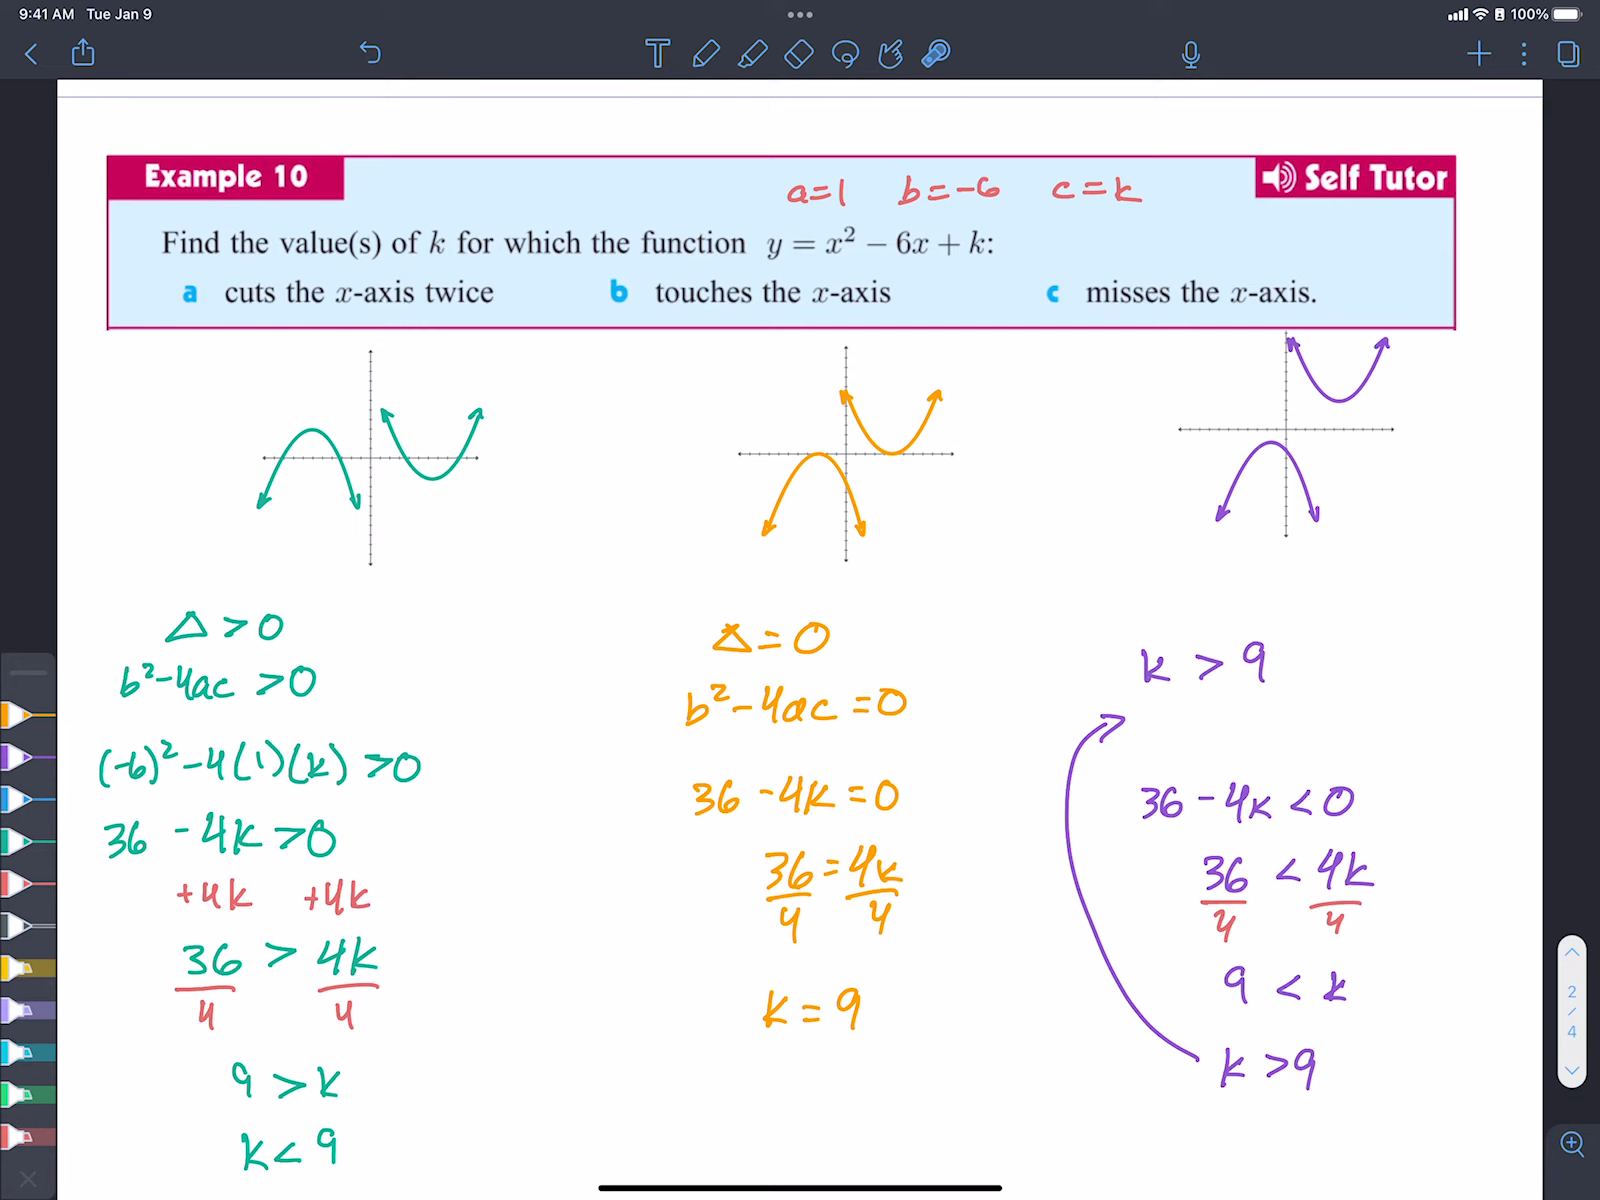 9:41 AM Tue Jan 9
100%
Example 10
Self Tutor
a=1 b=-6 c=k
Find the value(s) of k for which the function y = x² − 6x + k:
a cuts the x-axis twice
b touches the x-axis
c misses the x-axis.
△ > 0
b²-4ac > 0
(-6)² - 4(1)(k) > 0
36 - 4k > 0
+4k +4k
36 > 4k
4 4
9 > k
k < 9
△ = 0
b² - 4ac = 0
36 - 4k = 0
36 = 4k
4 4
k = 9
k > 9
36 - 4k < 0
36 < 4k
4 4
9 < k
k > 9
2
/
4